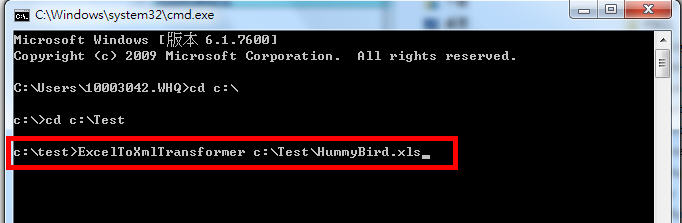 C:\Windows\system32\cmd.exe
Microsoft Windows [版本 6.1.7600]
Copyright (c) 2009 Microsoft Corporation.  All rights reserved.
C:\Users\10003042.WHQ>cd c:\
c:\>cd c:\Test
c:\test>ExcelToXmlTransformer c:\Test\HummyBird.xls_